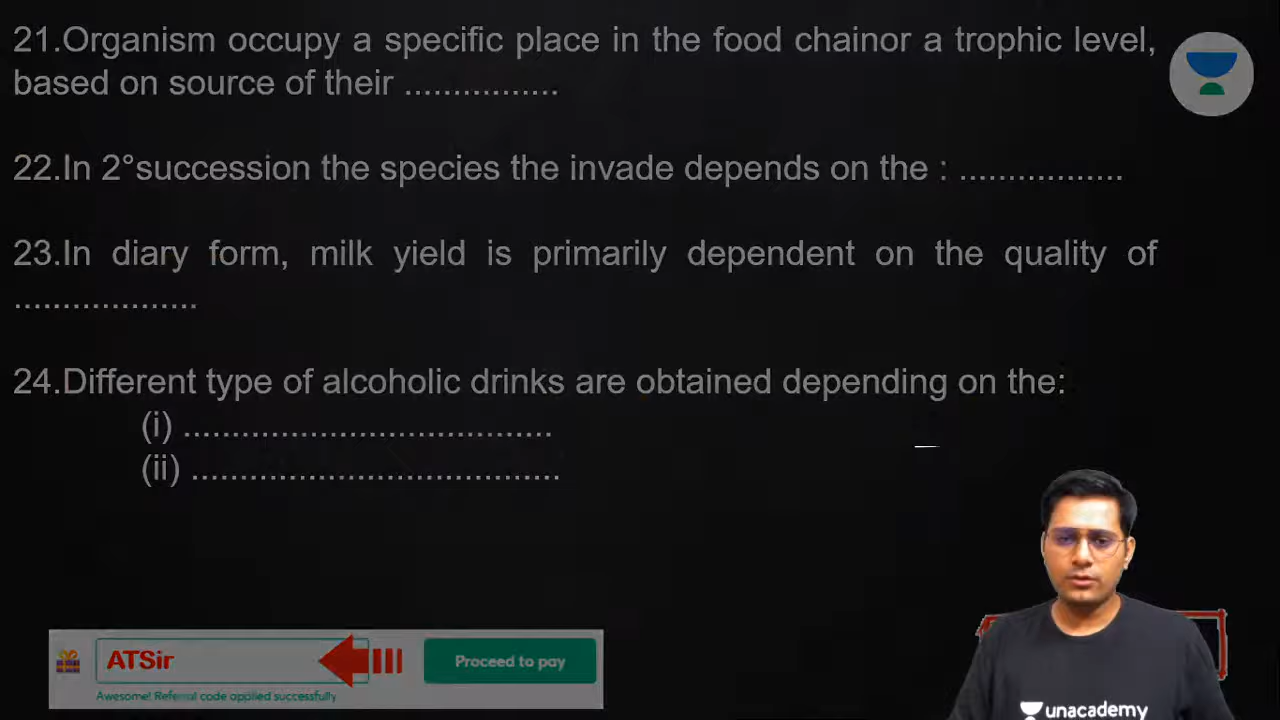 21.Organism occupy a specific place in the food chainor a trophic level,
based on source of their ................
22.In 2°succession the species the invade depends on the : .................
23.In diary form, milk yield is primarily dependent on the quality of
...................
24.Different type of alcoholic drinks are obtained depending on the:
(i) ......................................
(ii) ......................................
ATSir
Proceed to pay
Awesome! Referral code applied successfully
unacademy